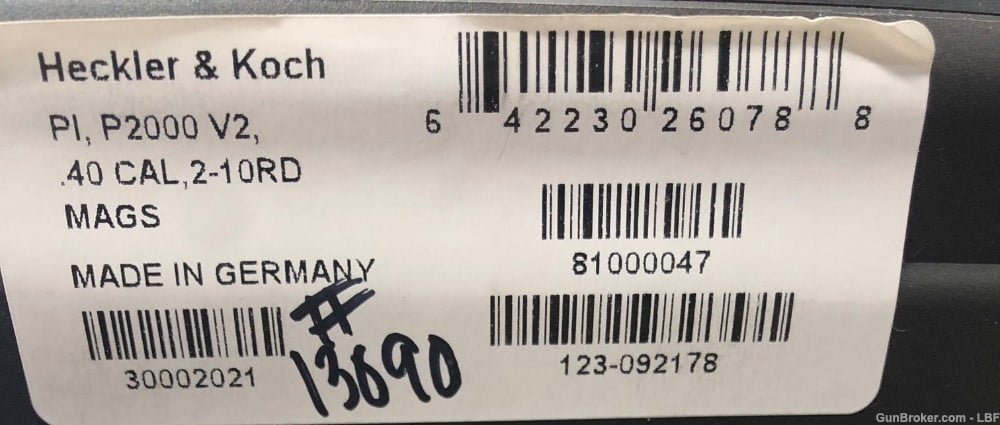 Heckler & Koch
PI, P2000 V2,
.40 CAL,2-10RD
MAGS
MADE IN GERMANY
30002021
#
13690
6 42230 26078 8
81000047
123-092178
GunBroker.com - LBF